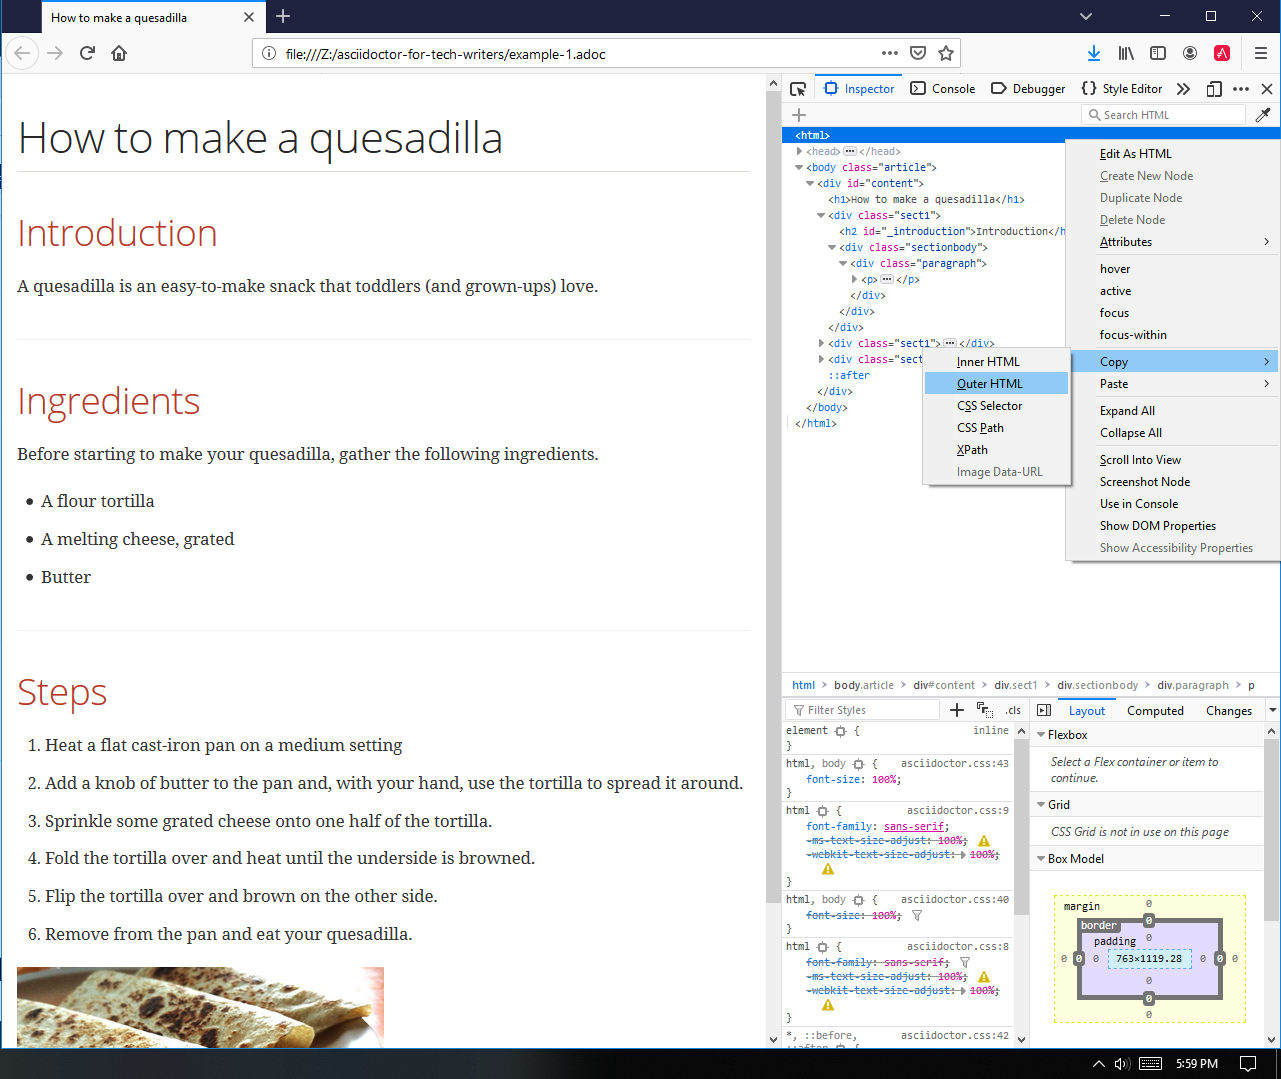 How to make a quesadilla
file:///Z:/asciidoctor-for-tech-writers/example-1.adoc
How to make a quesadilla
Introduction
A quesadilla is an easy-to-make snack that toddlers (and grown-ups) love.
Ingredients
Before starting to make your quesadilla, gather the following ingredients.
• A flour tortilla
• A melting cheese, grated
• Butter
Steps
1. Heat a flat cast-iron pan on a medium setting
2. Add a knob of butter to the pan and, with your hand, use the tortilla to spread it around.
3. Sprinkle some grated cheese onto one half of the tortilla.
4. Fold the tortilla over and heat until the underside is browned.
5. Flip the tortilla over and brown on the other side.
6. Remove from the pan and eat your quesadilla.
Inspector Console Debugger {} Style Editor
Search HTML
<html>
<head> ••• </head>
<body class="article">
<div id="content">
<h1>How to make a quesadilla</h1>
<div class="sect1">
<h2 id="_introduction">Introduction</h
<div class="sectionbody">
<div class="paragraph">
<p> ••• </p>
</div>
</div>
</div>
<div class="sect1"> ••• </div>
<div class="sec
::after
</div>
</body>
</html>
Edit As HTML
Create New Node
Duplicate Node
Delete Node
Attributes
hover
active
focus
focus-within
Copy
Paste
Expand All
Collapse All
Scroll Into View
Screenshot Node
Use in Console
Show DOM Properties
Show Accessibility Properties
Inner HTML
Outer HTML
CSS Selector
CSS Path
XPath
Image Data-URL
html > body.article > div#content > div.sect1 > div.sectionbody > div.paragraph > p
Filter Styles + .cls
element { inline
}
html, body { asciidoctor.css:43
font-size: 100%;
}
html { asciidoctor.css:9
font-family: sans-serif;
-ms-text-size-adjust: 100%;
-webkit-text-size-adjust: 100%;
}
html, body { asciidoctor.css:40
font-size: 100%;
}
html { asciidoctor.css:8
font-family: sans-serif;
-ms-text-size-adjust: 100%;
-webkit-text-size-adjust: 100%;
}
*, ::before, asciidoctor.css:42
::after {
Layout Computed Changes
Flexbox
Select a Flex container or item to
continue.
Grid
CSS Grid is not in use on this page
Box Model
margin 0
border 0
padding 0
0 0 0 763×1119.28 0 0 0
0
0
0
5:59 PM